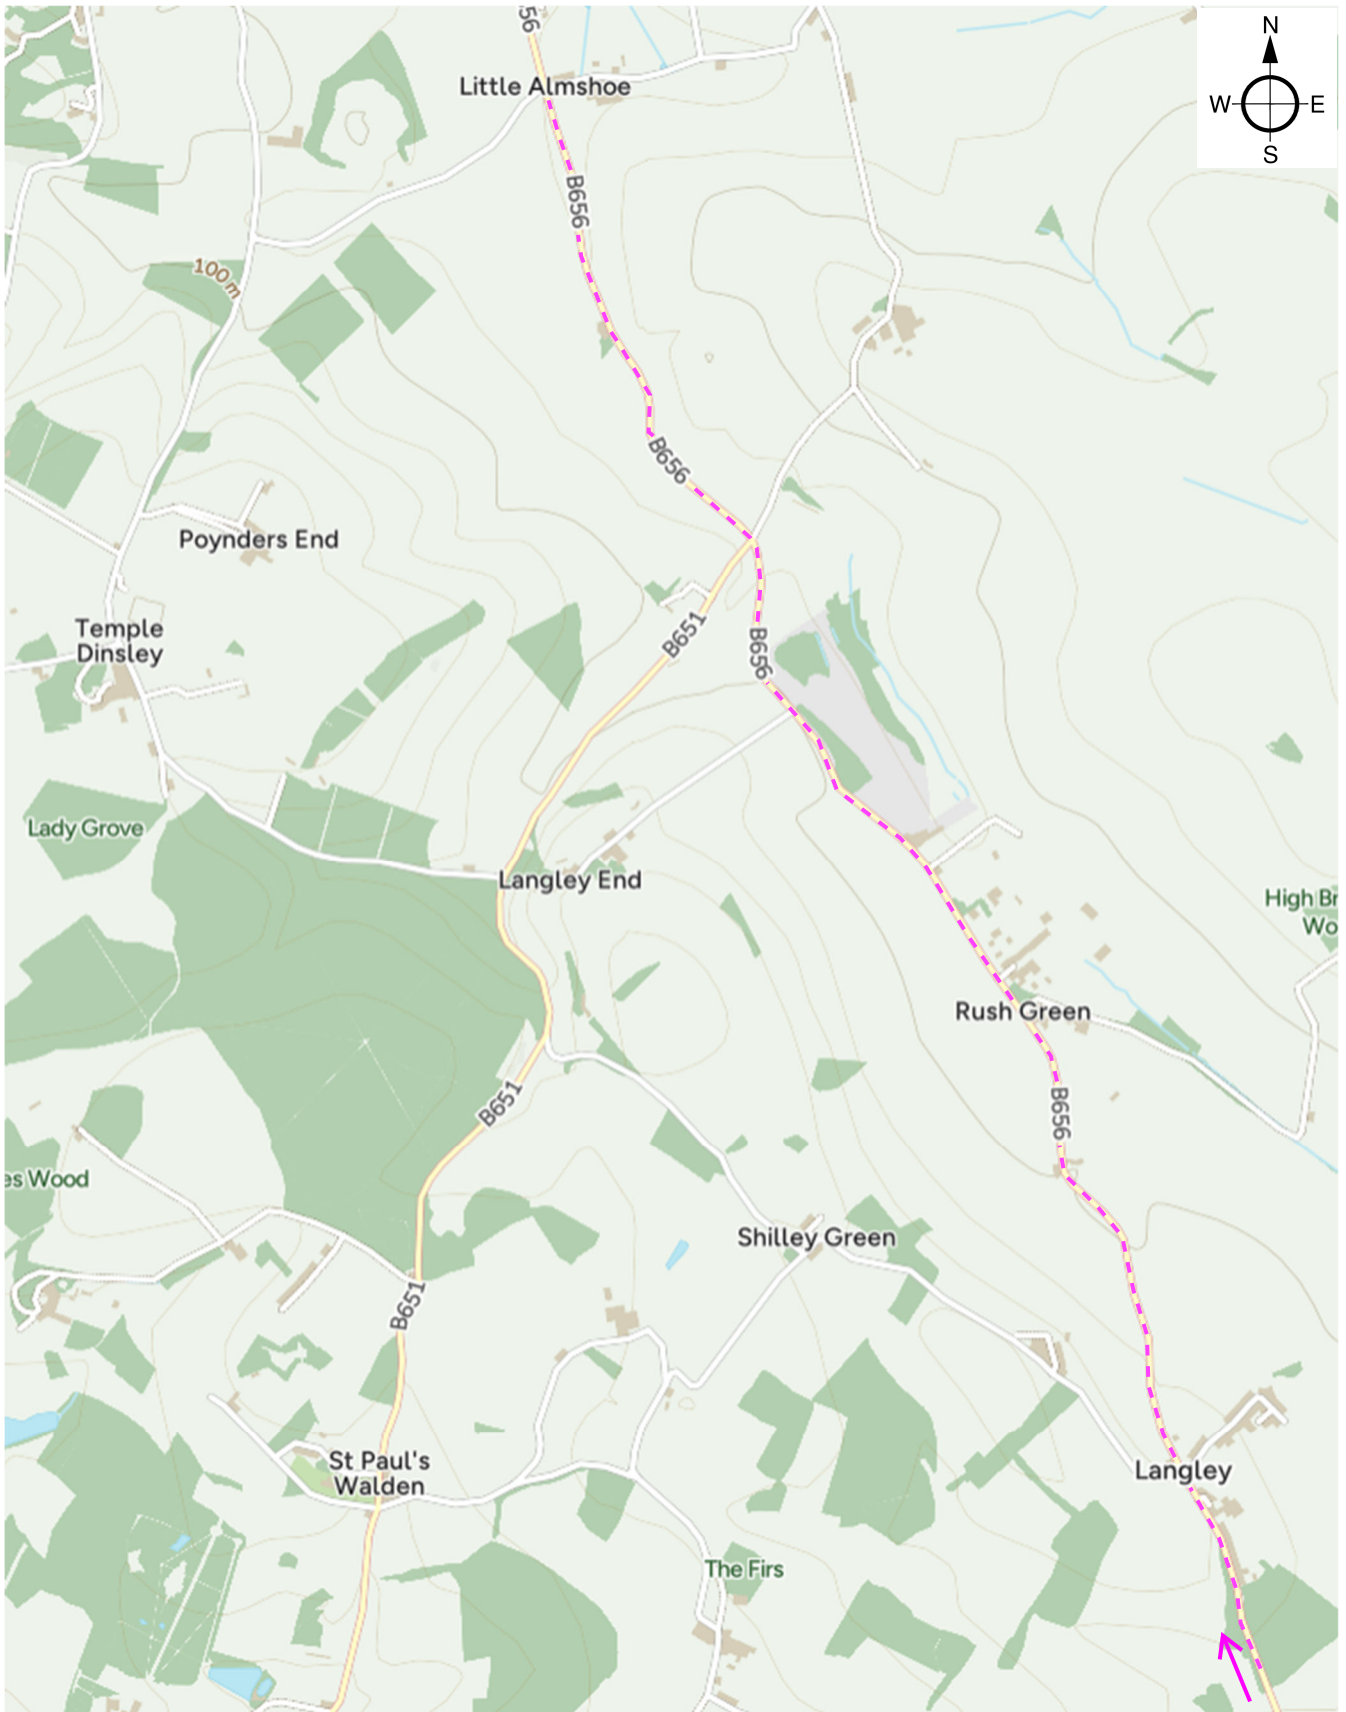 56
N
W
E
S
Little Almshoe
B656
100 m
B656
Poynders End
Temple
Dinsley
B651
B656
Lady Grove
Langley End
High Br
Wo
Rush Green
B651
B656
es Wood
Shilley Green
B651
St Paul's
Walden
Langley
The Firs